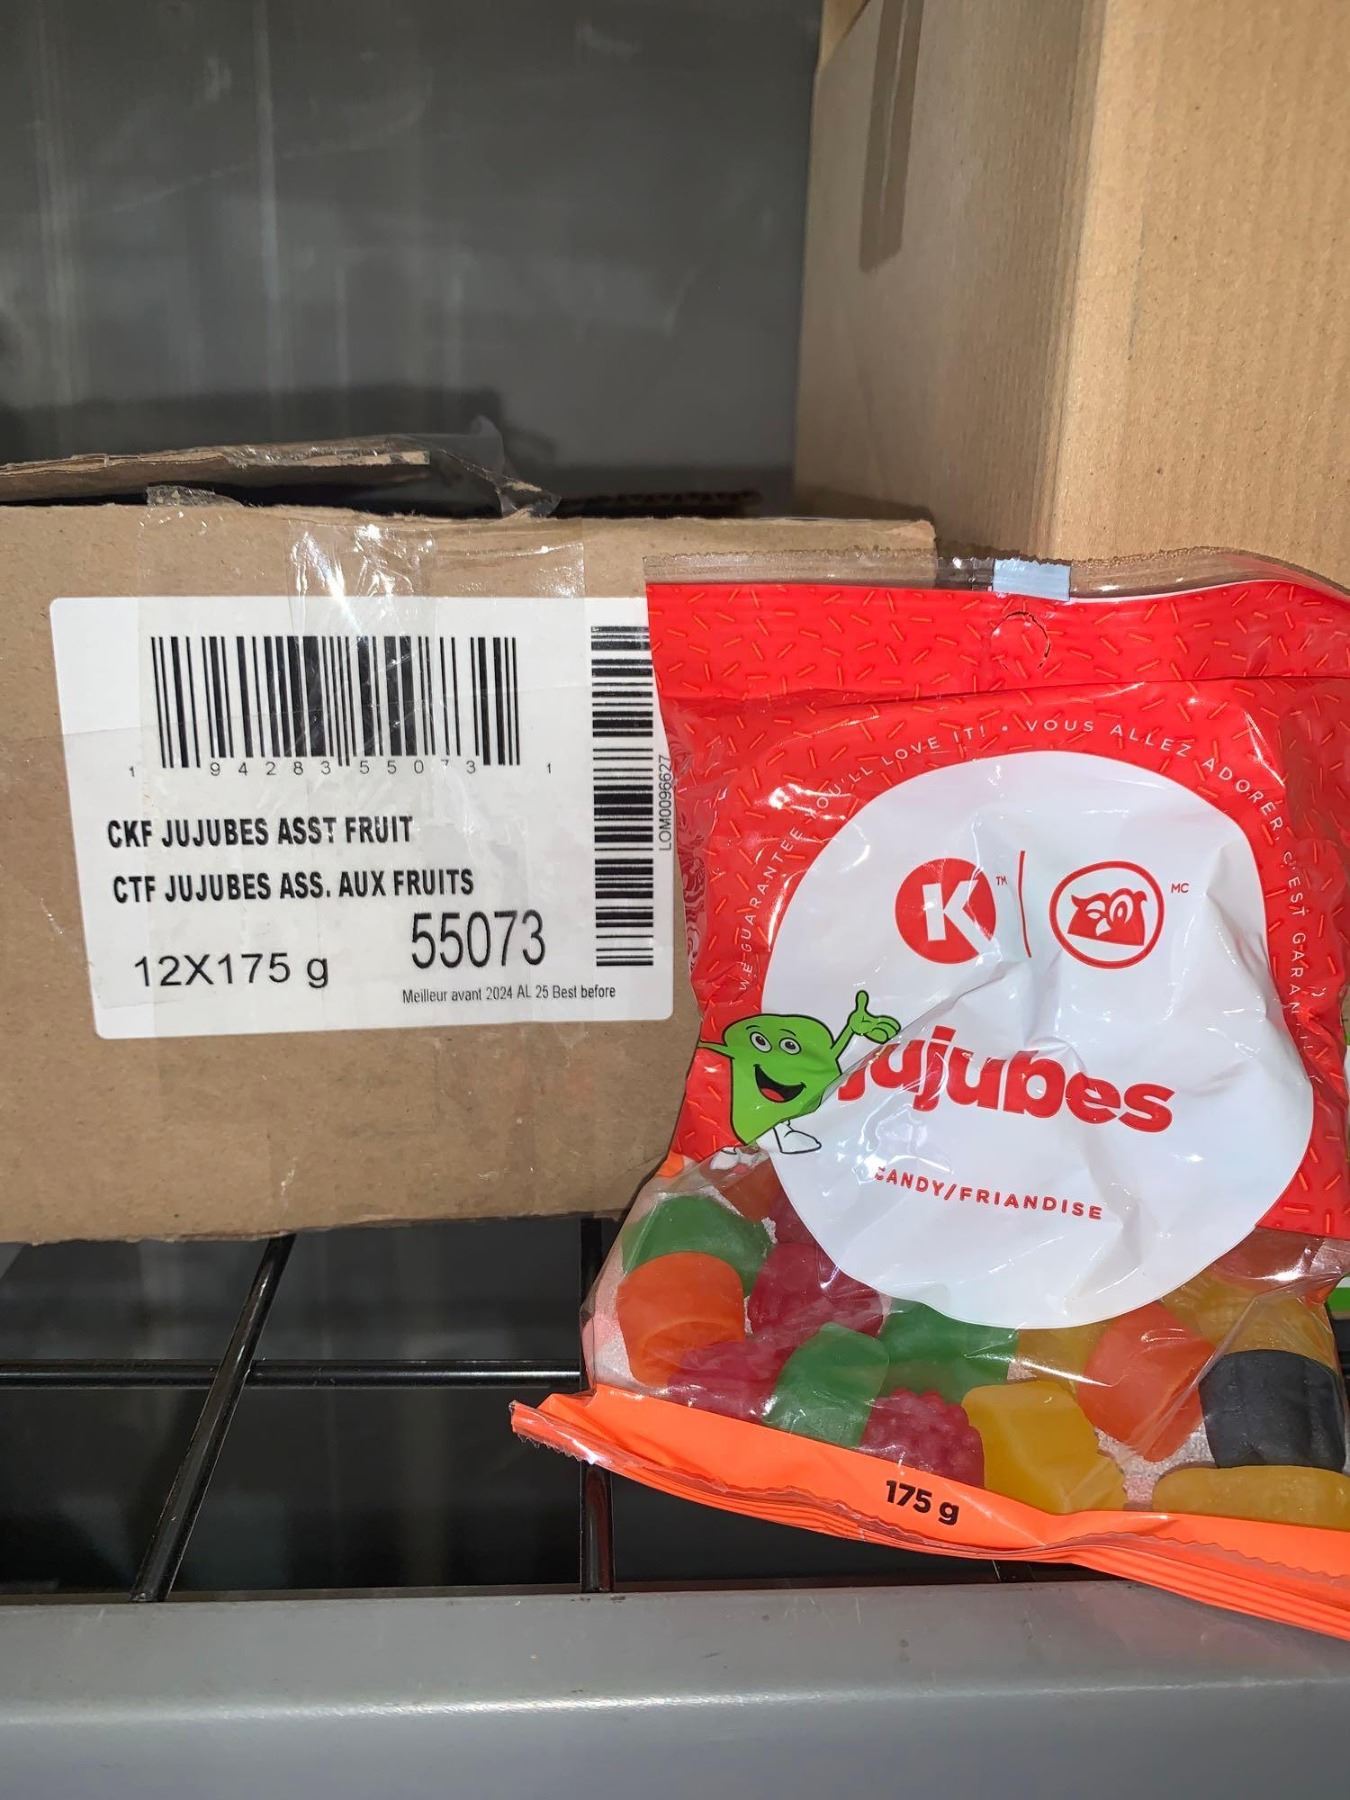 1 94283 55073 1
CKF JUJUBES ASST FRUIT
CTF JUJUBES ASS. AUX FRUITS
12X175 g
55073
Meilleur avant 2024 AL 25 Best before
LOM0096627
WE GUARANTEE YOU'LL LOVE IT! • VOUS ALLEZ ADORER C'EST GARANTI!
K TM MC
Jujubes
CANDY/FRIANDISE
175 g